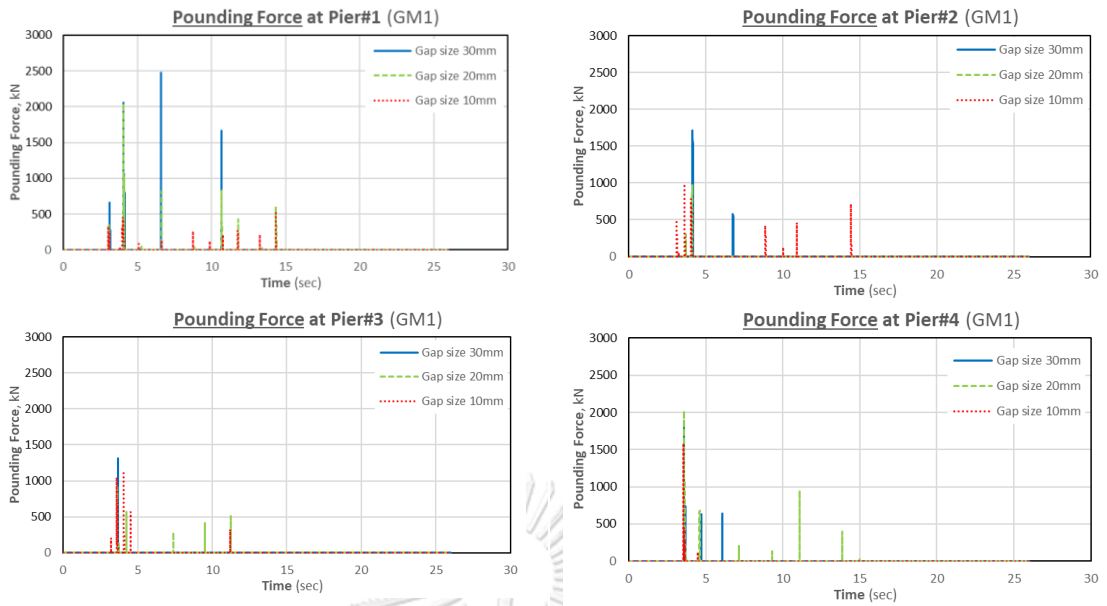 Pounding Force at Pier#1 (GM1)
Pounding Force, kN
3000
2500
2000
1500
1000
500
0
Gap size 30mm
Gap size 20mm
Gap size 10mm
0 5 10 15 20 25 30
Time (sec)
Pounding Force at Pier#2 (GM1)
Pounding Force, kN
3000
2500
2000
1500
1000
500
0
Gap size 30mm
Gap size 20mm
Gap size 10mm
0 5 10 15 20 25 30
Time (sec)
Pounding Force at Pier#3 (GM1)
Pounding Force, kN
3000
2500
2000
1500
1000
500
0
Gap size 30mm
Gap size 20mm
Gap size 10mm
0 5 10 15 20 25 30
Time (sec)
Pounding Force at Pier#4 (GM1)
Pounding Force, kN
3000
2500
2000
1500
1000
500
0
Gap size 30mm
Gap size 20mm
Gap size 10mm
0 5 10 15 20 25 30
Time (sec)